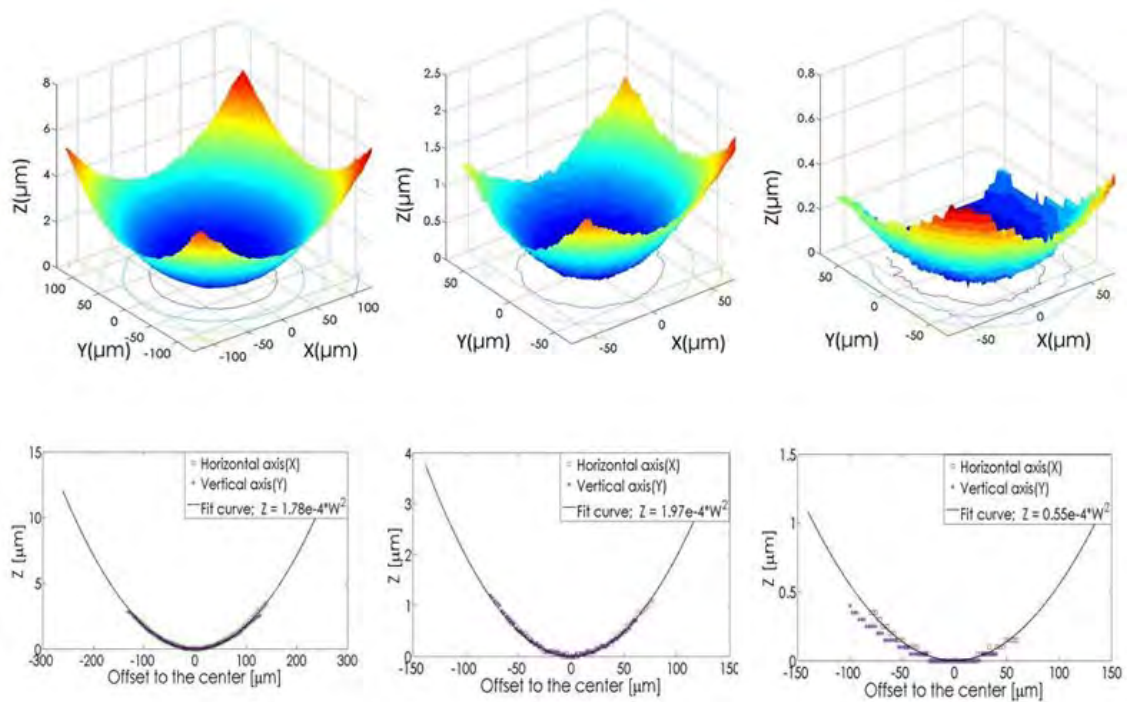 8
6
4
2
0
Z(µm)
100
50
0
-50
-100
Y(µm)
-100
-50
0
50
100
X(µm)
2.5
2
1.5
1
0.5
0
Z(µm)
50
0
-50
Y(µm)
-50
0
50
X(µm)
0.8
0.6
0.4
0.2
0
Z(µm)
50
0
-50
Y(µm)
-50
0
50
X(µm)
15
10
5
0
Z [µm]
Horizontal axis(X)
Vertical axis(Y)
Fit curve; Z = 1.78e-4*W²
-300 -200 -100 0 100 200 300
Offset to the center [µm]
4
3
2
1
0
Z [µm]
Horizontal axis(X)
Vertical axis(Y)
Fit curve; Z = 1.97e-4*W²
-150 -100 -50 0 50 100 150
Offset to the center [µm]
1.5
1
0.5
0
Z [µm]
Horizontal axis(X)
Vertical axis(Y)
Fit curve; Z = 0.55e-4*W²
-150 -100 -50 0 50 100 150
Offset to the center [µm]